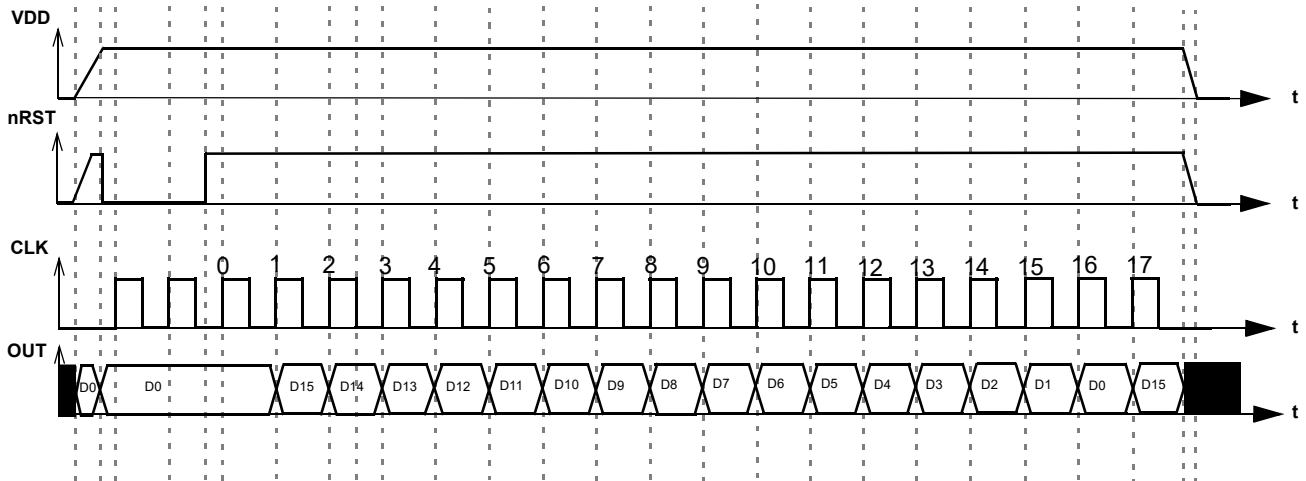 VDD
t
nRST
t
CLK
0 1 2 3 4 5 6 7 8 9 10 11 12 13 14 15 16 17
t
OUT
D0 D0 D15 D14 D13 D12 D11 D10 D9 D8 D7 D6 D5 D4 D3 D2 D1 D0 D15
t